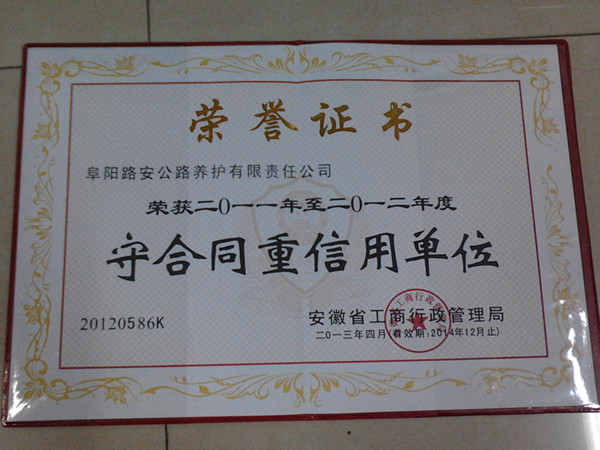 荣誉证书
阜阳路安公路养护有限责任公司
荣获二0一一年至二0一二年度
守合同重信用单位
20120586K
安徽省工商行政管理局
二0一三年四月(有效期:2014年12月止)